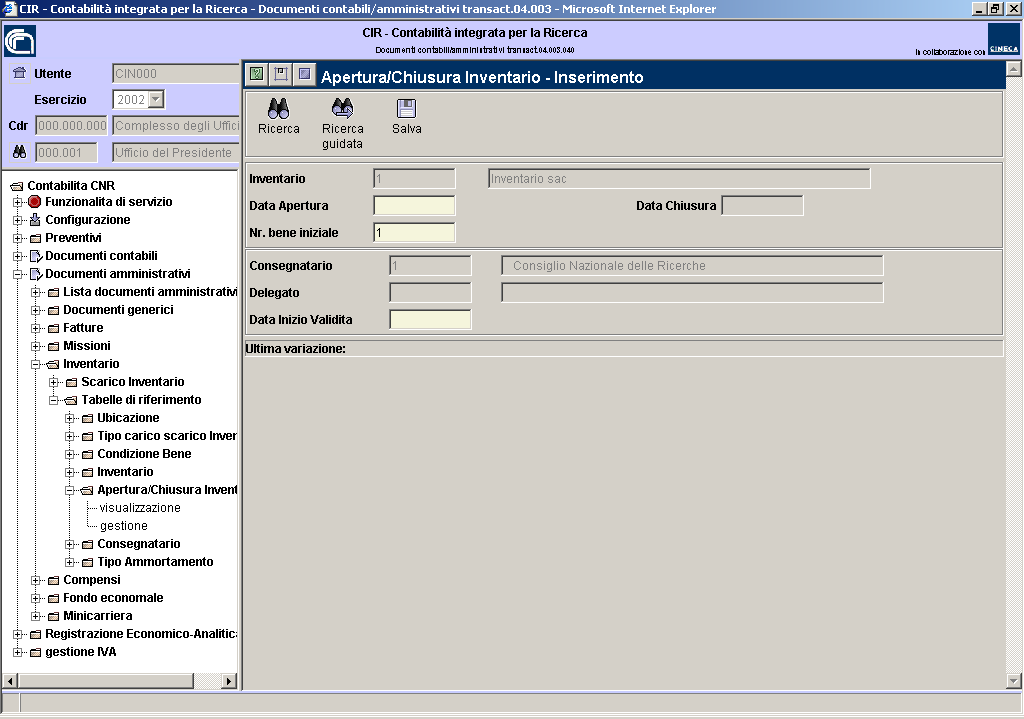 CIR - Contabilità integrata per la Ricerca - Documenti contabili/amministrativi transact.04.003 - Microsoft Internet Explorer
CIR - Contabilità integrata per la Ricerca
Documenti contabili/amministrativi transact.04.003.040
In collaborazione con CINECA
Utente CIN000
Esercizio 2002
Cdr 000.000.000 Complesso degli Uffici
000.001 Ufficio del Presidente
Contabilita CNR
Funzionalita di servizio
Configurazione
Preventivi
Documenti contabili
Documenti amministrativi
Lista documenti amministrativi
Documenti generici
Fatture
Missioni
Inventario
Scarico Inventario
Tabelle di riferimento
Ubicazione
Tipo carico scarico Inver
Condizione Bene
Inventario
Apertura/Chiusura Invent
visualizzazione
gestione
Consegnatario
Tipo Ammortamento
Compensi
Fondo economale
Minicarriera
Registrazione Economico-Analitica
gestione IVA
Apertura/Chiusura Inventario - Inserimento
Ricerca
Ricerca guidata
Salva
Inventario 1 Inventario sac
Data Apertura Data Chiusura
Nr. bene iniziale 1
Consegnatario 1 Consiglio Nazionale delle Ricerche
Delegato
Data Inizio Validita
Ultima variazione: